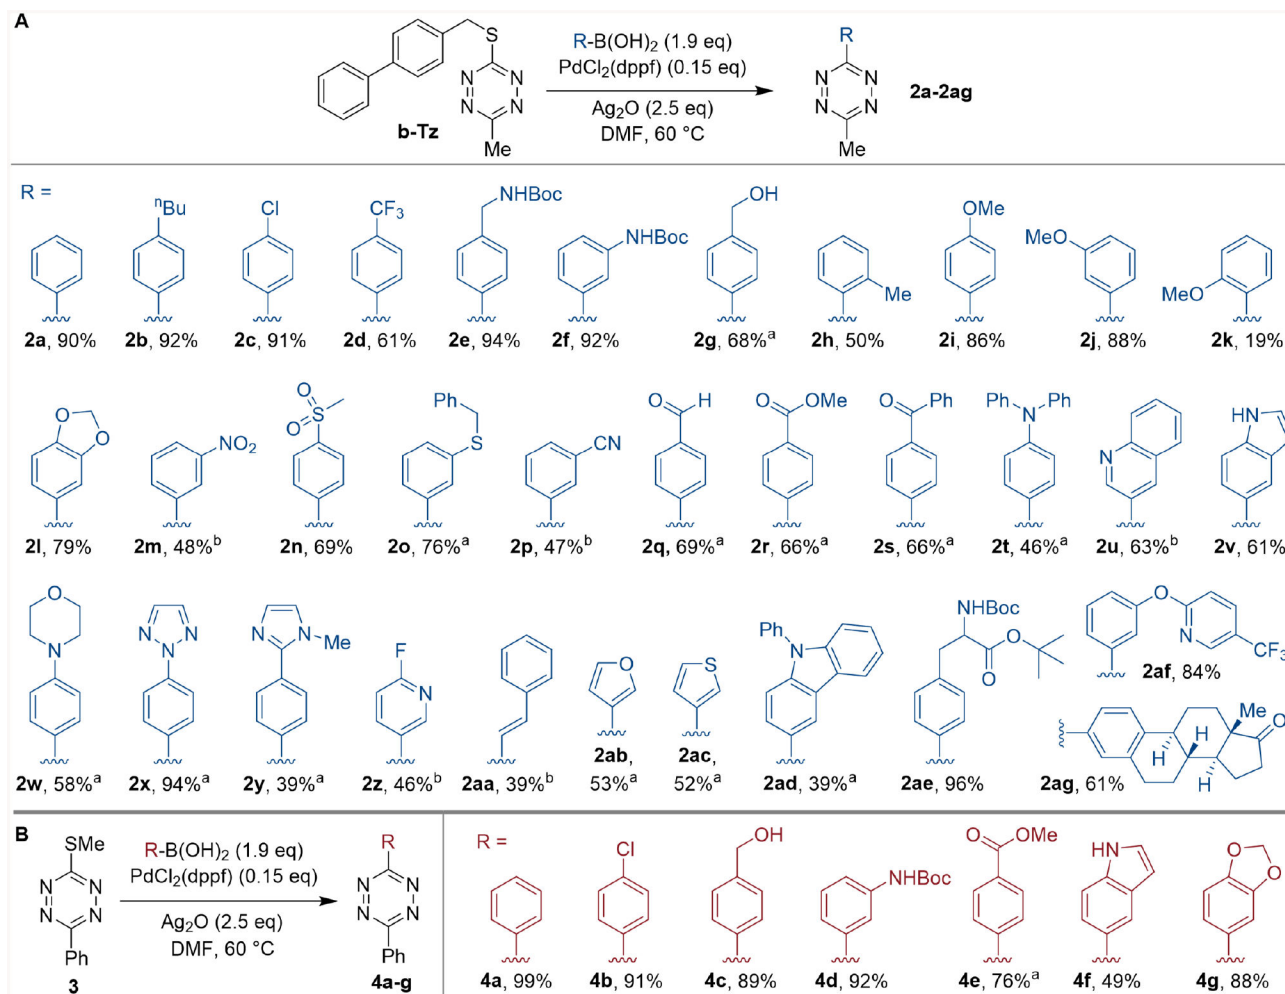 A
S
R-B(OH)2 (1.9 eq)
PdCl2(dppf) (0.15 eq)
Ag2O (2.5 eq)
DMF, 60 °C
N N
N N
b-Tz
Me
R
N N
N N
Me
2a-2ag
R =
nBu
Cl
CF3
NHBoc
NHBoc
OH
Me
OMe
MeO
MeO
2a, 90%
2b, 92%
2c, 91%
2d, 61%
2e, 94%
2f, 92%
2g, 68%a
2h, 50%
2i, 86%
2j, 88%
2k, 19%
O
O
NO2
O
S
O
Ph
S
CN
O H
O OMe
O Ph
Ph N Ph
N
HN
2l, 79%
2m, 48%b
2n, 69%
2o, 76%a
2p, 47%b
2q, 69%a
2r, 66%a
2s, 66%a
2t, 46%a
2u, 63%b
2v, 61%
O
N
N N
N
N N Me
F
N
O
S
Ph N
NHBoc
O
O
O
N
CF3
2af, 84%
Me
O
H
H H
2w, 58%a
2x, 94%a
2y, 39%a
2z, 46%b
2aa, 39%b
2ab,
53%a
2ac,
52%a
2ad, 39%a
2ae, 96%
2ag, 61%
B
SMe
N N
N N
Ph
3
R-B(OH)2 (1.9 eq)
PdCl2(dppf) (0.15 eq)
Ag2O (2.5 eq)
DMF, 60 °C
R
N N
N N
Ph
4a-g
R =
Cl
OH
NHBoc
O OMe
HN
O
O
4a, 99%
4b, 91%
4c, 89%
4d, 92%
4e, 76%a
4f, 49%
4g, 88%